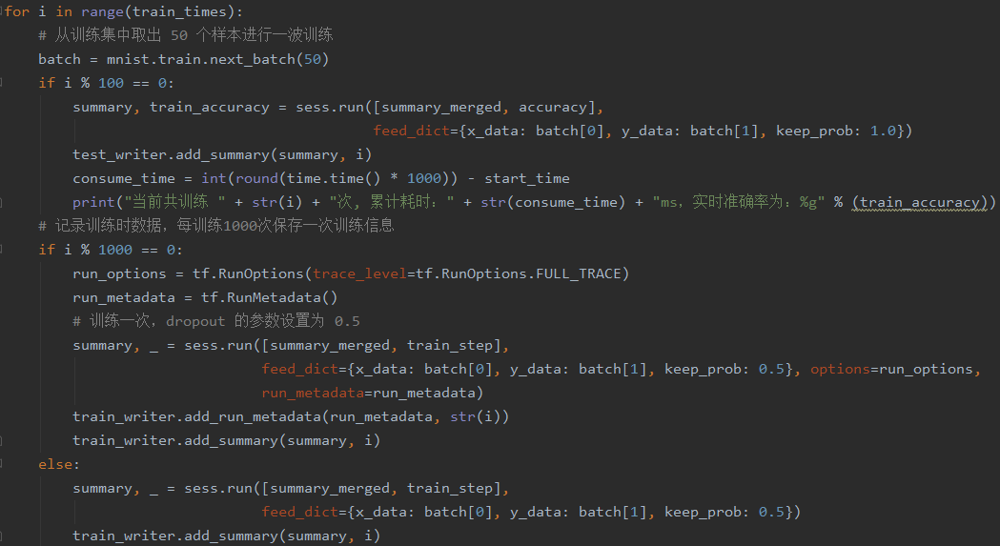 for i in range(train_times):
    # 从训练集中取出 50 个样本进行一波训练
    batch = mnist.train.next_batch(50)
    if i % 100 == 0:
        summary, train_accuracy = sess.run([summary_merged, accuracy],
                                           feed_dict={x_data: batch[0], y_data: batch[1], keep_prob: 1.0})
        test_writer.add_summary(summary, i)
        consume_time = int(round(time.time() * 1000)) - start_time
        print("当前共训练 " + str(i) + "次, 累计耗时：" + str(consume_time) + "ms，实时准确率为：%g" % (train_accuracy))
    # 记录训练时数据，每训练1000次保存一次训练信息
    if i % 1000 == 0:
        run_options = tf.RunOptions(trace_level=tf.RunOptions.FULL_TRACE)
        run_metadata = tf.RunMetadata()
        # 训练一次，dropout 的参数设置为 0.5
        summary, _ = sess.run([summary_merged, train_step],
                              feed_dict={x_data: batch[0], y_data: batch[1], keep_prob: 0.5}, options=run_options,
                              run_metadata=run_metadata)
        train_writer.add_run_metadata(run_metadata, str(i))
        train_writer.add_summary(summary, i)
    else:
        summary, _ = sess.run([summary_merged, train_step],
                              feed_dict={x_data: batch[0], y_data: batch[1], keep_prob: 0.5})
        train_writer.add_summary(summary, i)